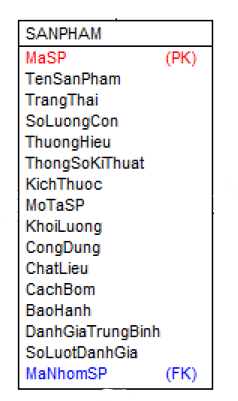 SANPHAM
MaSP (PK)
TenSanPham
TrangThai
SoLuongCon
ThuongHieu
ThongSoKiThuat
KichThuoc
MoTaSP
KhoiLuong
CongDung
ChatLieu
CachBom
BaoHanh
DanhGiaTrungBinh
SoLuotDanhGia
MaNhomSP (FK)